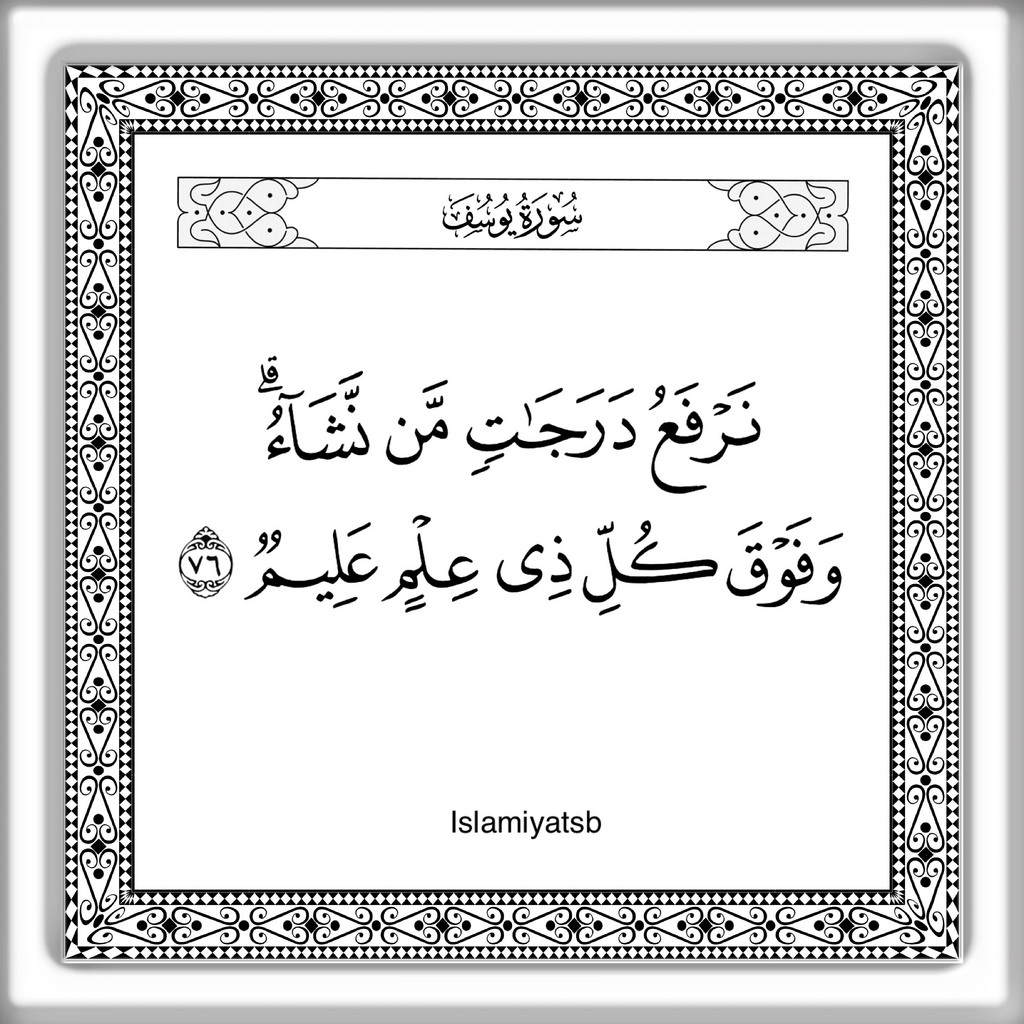 سُورَةُ يُوسُفَ
نَرْفَعُ دَرَجَٰتٍ مَّن نَّشَآءُ ۗ
وَفَوْقَ كُلِّ ذِى عِلْمٍ عَلِيمٌ ٧٦
Islamiyatsb